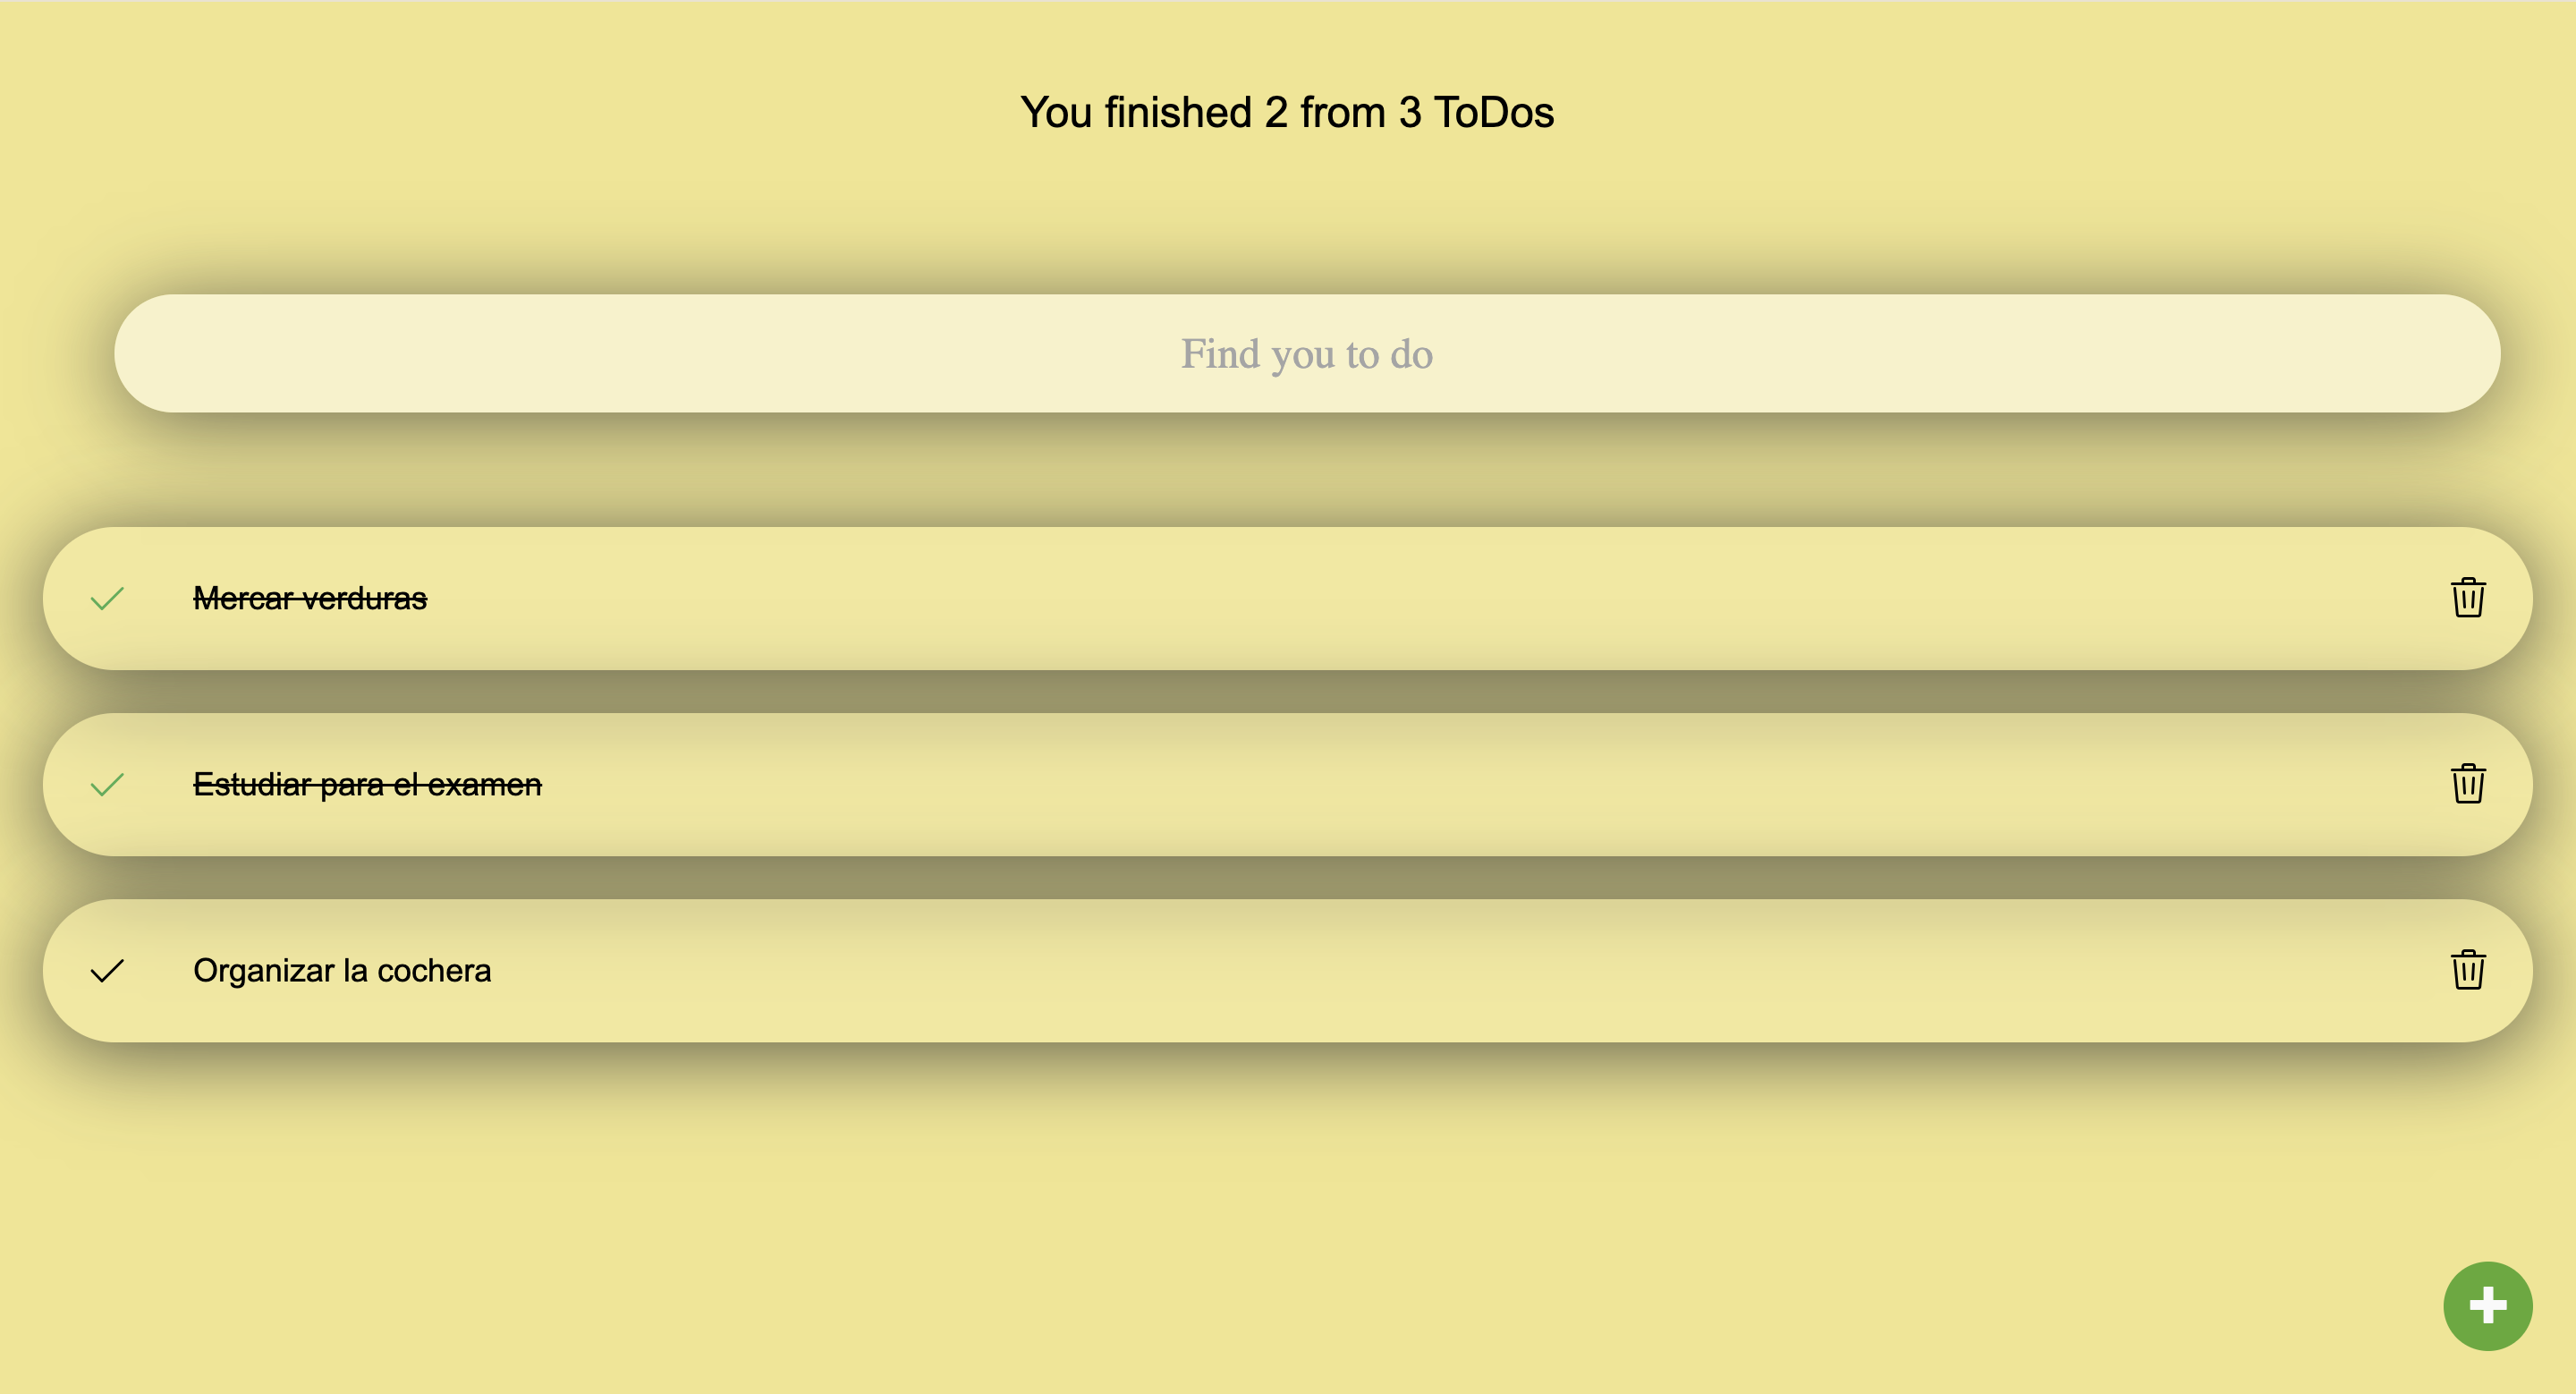 You finished 2 from 3 ToDos
Find you to do
Mercar verduras
Estudiar para el examen
Organizar la cochera